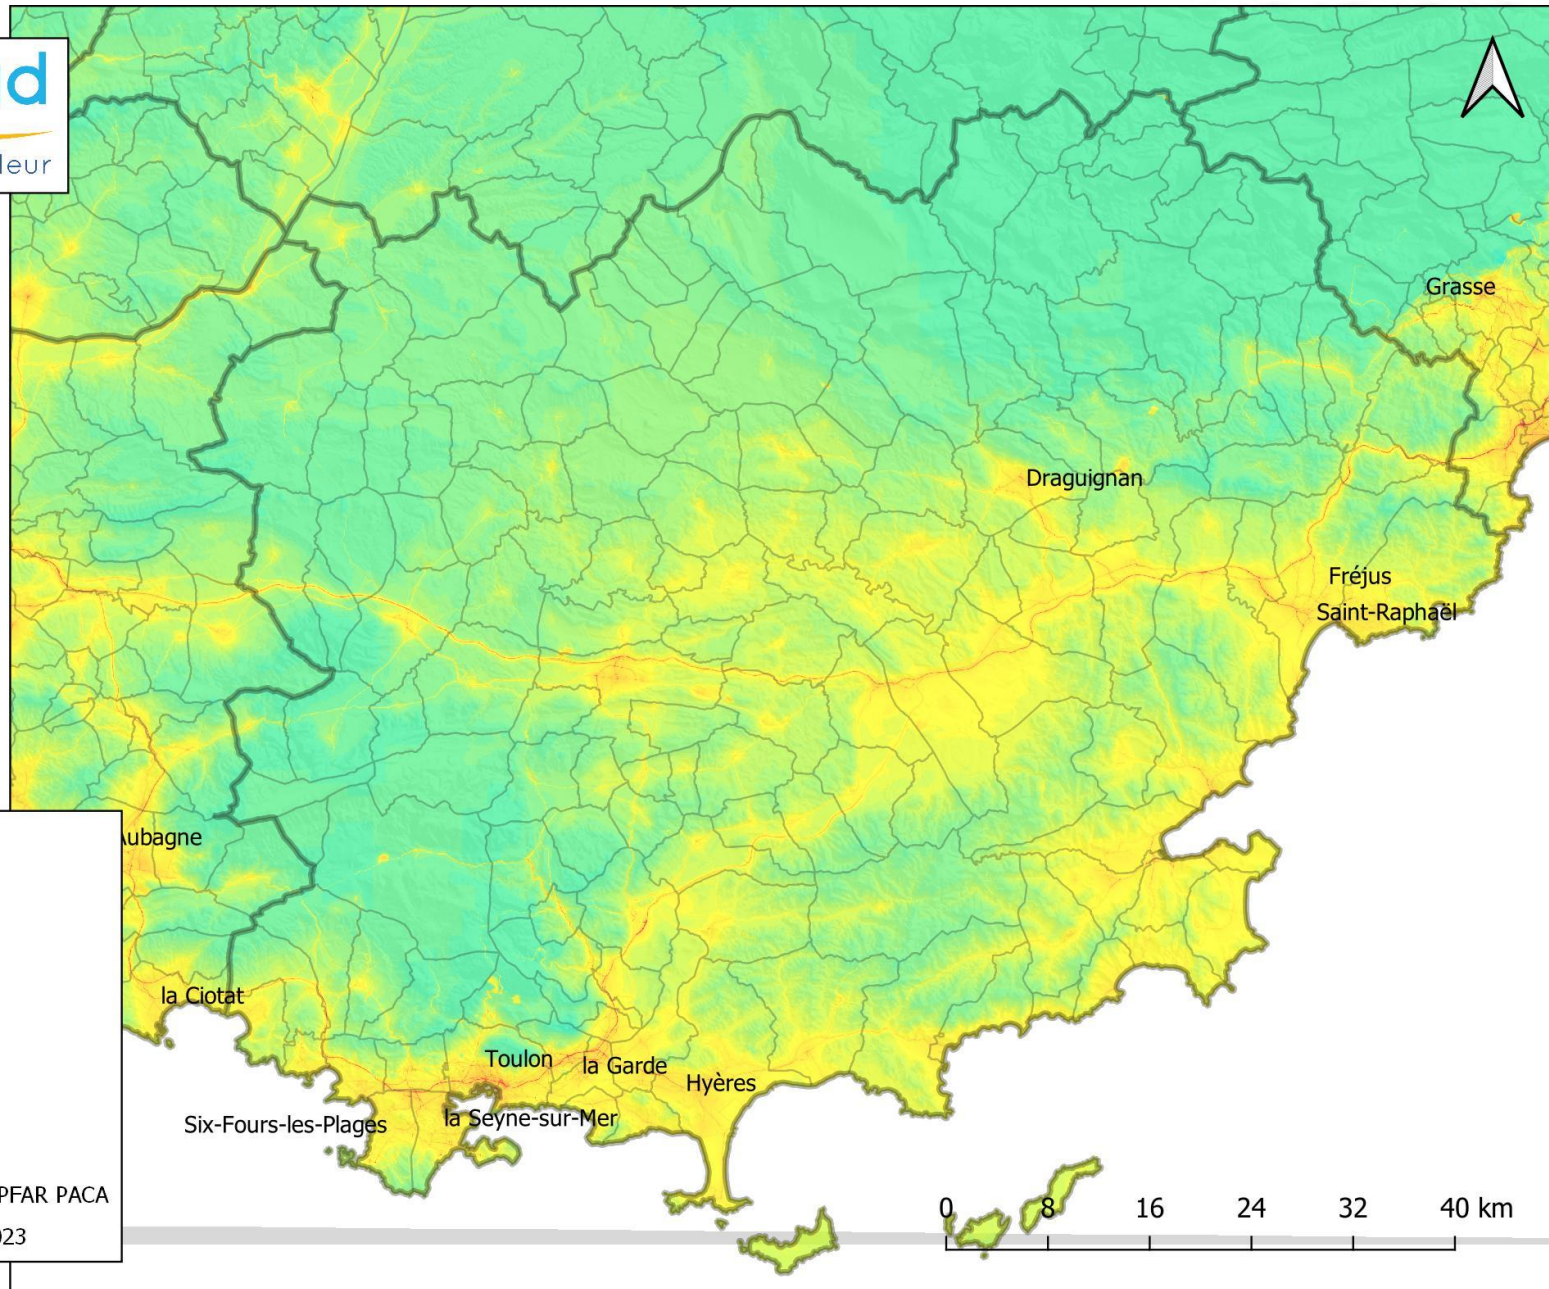 ud
leur
Grasse
Draguignan
Fréjus
Saint-Raphaël
Aubagne
la Ciotat
Toulon
la Garde
Hyères
Six-Fours-les-Plages
la Seyne-sur-Mer
PFAR PACA
023
0 8 16 24 32 40 km